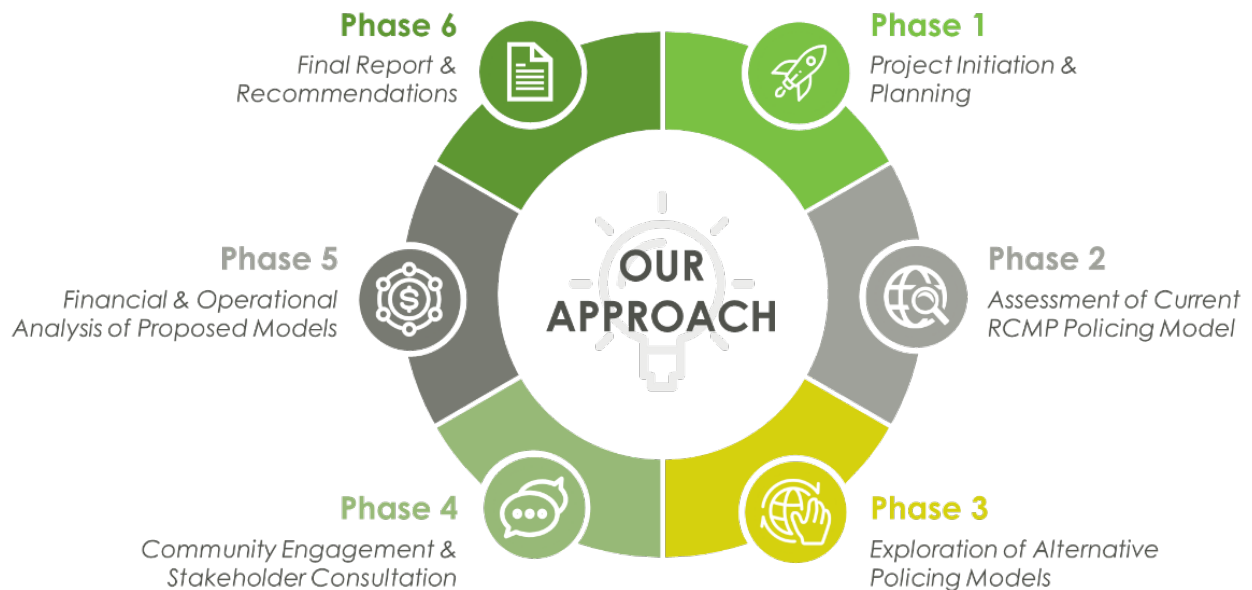 Phase 6
Final Report &
Recommendations
Phase 1
Project Initiation &
Planning
Phase 5
Financial & Operational
Analysis of Proposed Models
OUR
APPROACH
Phase 2
Assessment of Current
RCMP Policing Model
Phase 4
Community Engagement &
Stakeholder Consultation
Phase 3
Exploration of Alternative
Policing Models
$